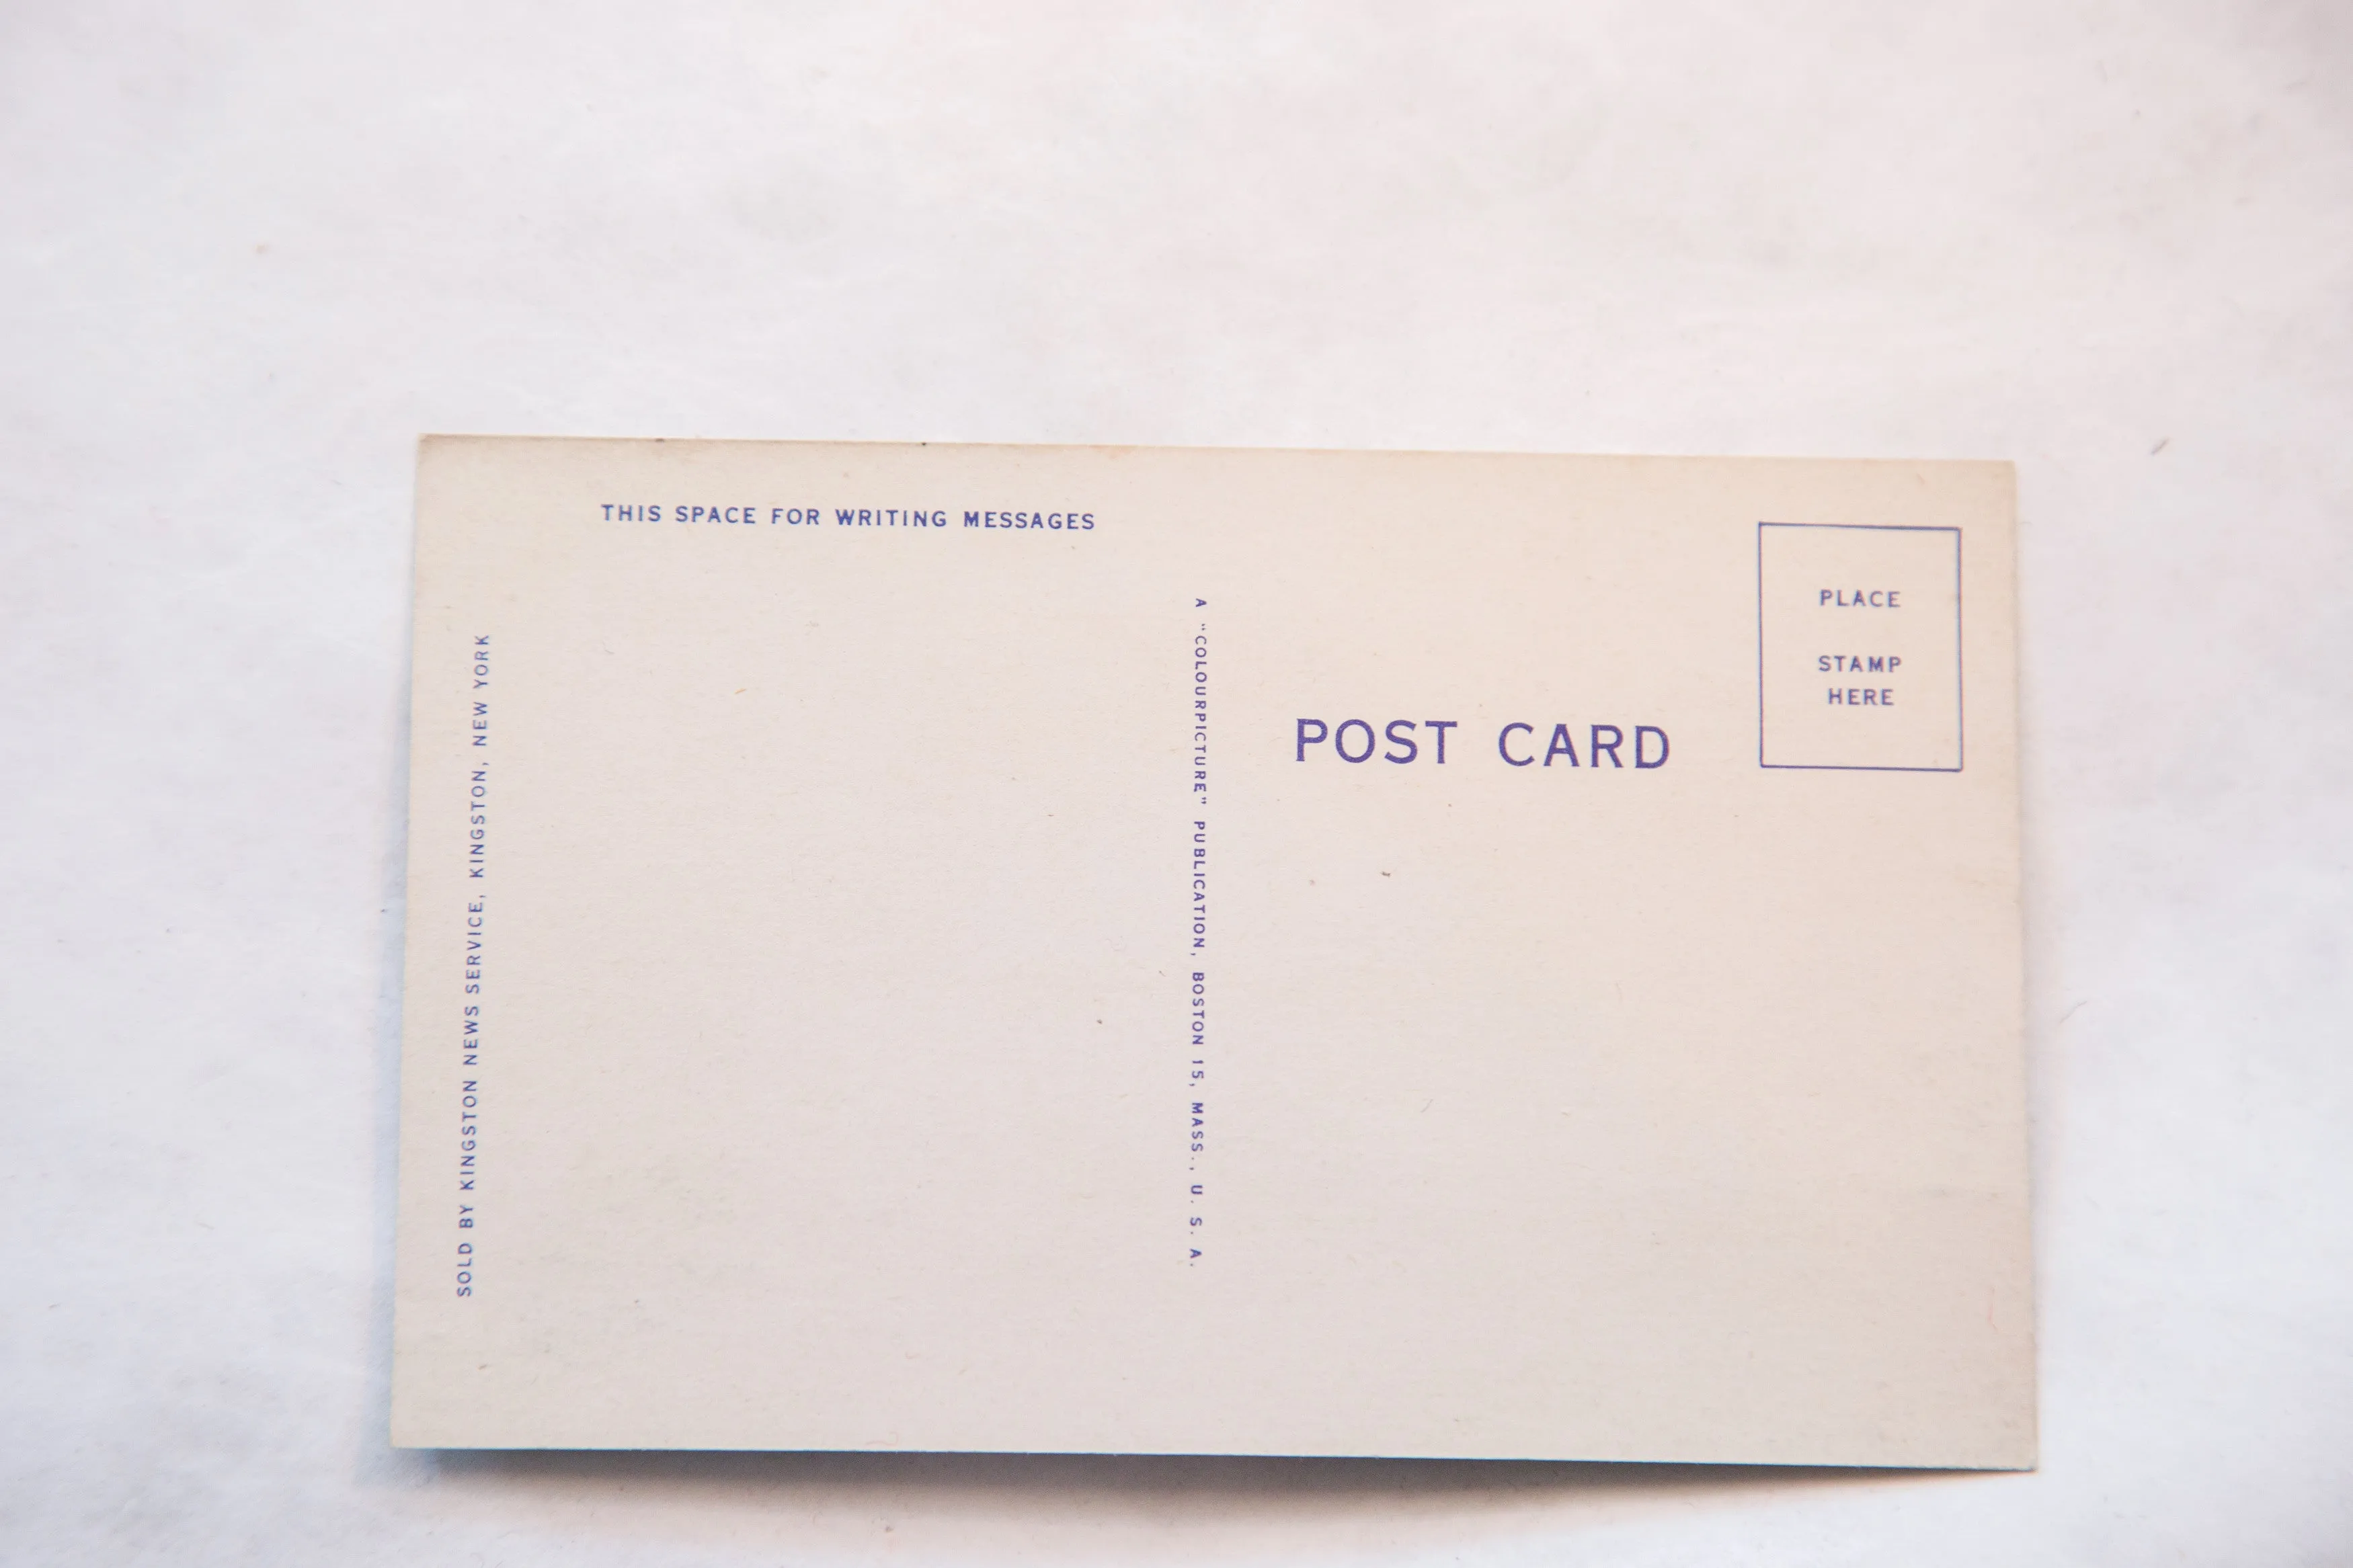 THIS SPACE FOR WRITING MESSAGES
SOLD BY KINGSTON NEWS SERVICE, KINGSTON, NEW YORK
A "COLOURPICTURE" PUBLICATION, BOSTON 15, MASS., U. S. A.
POST CARD
PLACE
STAMP
HERE